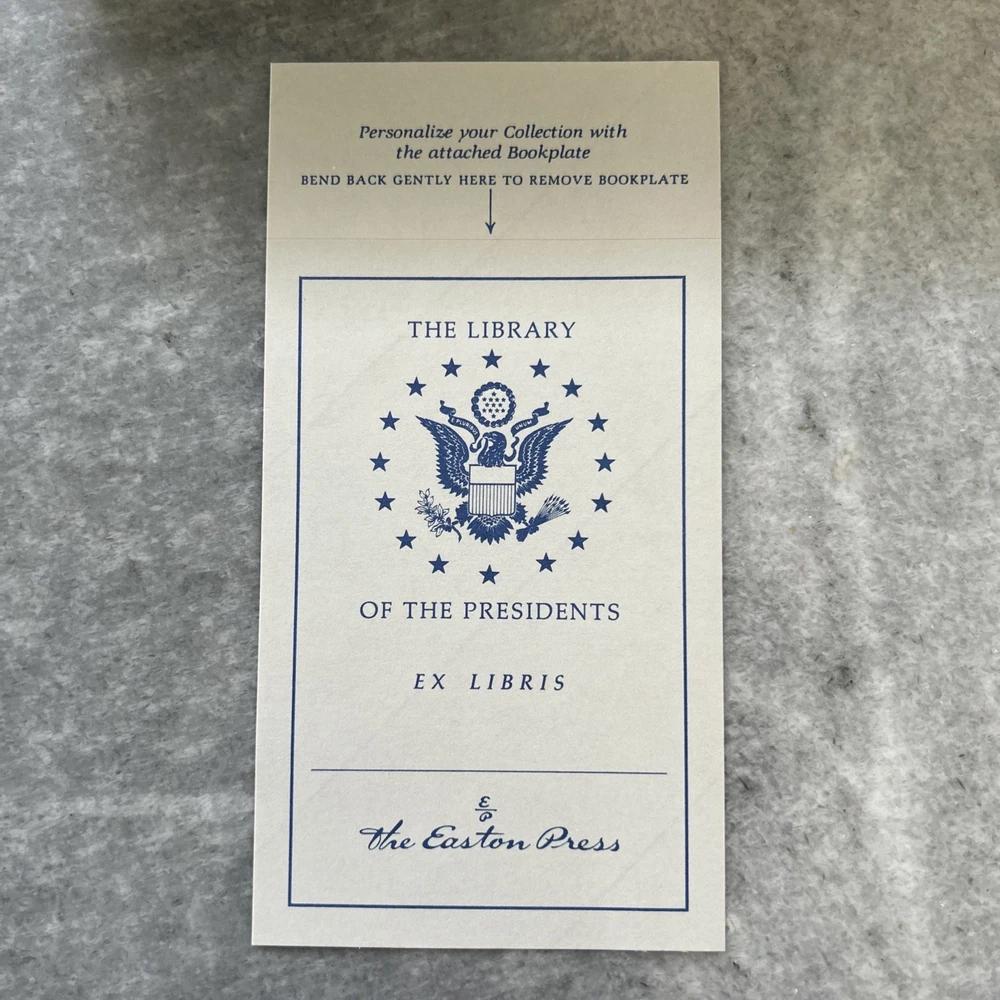 Personalize your Collection with
the attached Bookplate
BEND BACK GENTLY HERE TO REMOVE BOOKPLATE
THE LIBRARY
E PLURIBUS UNUM
OF THE PRESIDENTS
EX LIBRIS
E
P
The Easton Press